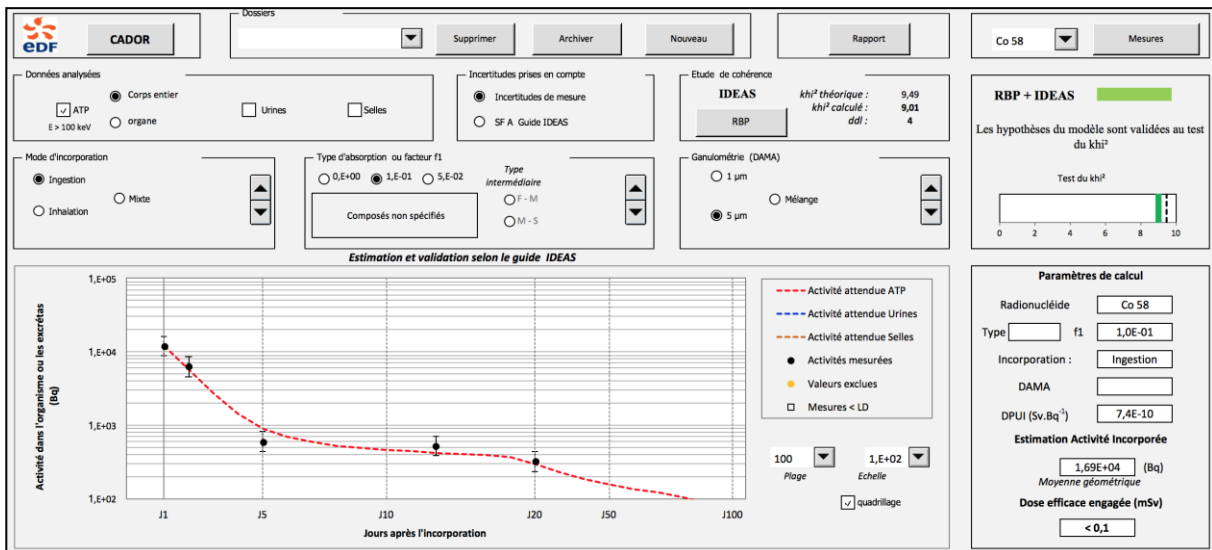 Dossiers
eDF
CADOR
Supprimer
Archiver
Nouveau
Rapport
Co 58
Mesures
Données analysées
ATP
E > 100 keV
Corps entier
organe
Urines
Selles
Incertitudes prises en compte
Incertitudes de mesure
SF A Guide IDEAS
Etude de cohérence
IDEAS
RBP
khi² théorique : 9,49
khi² calculé : 9,01
ddl : 4
RBP + IDEAS
Les hypothèses du modèle sont validées au test
du khi²
Test du khi²
0 2 4 6 8 10
Mode d'incorporation
Ingestion
Inhalation
Mixte
Type d'absorption ou facteur f1
0,E+00 1,E-01 5,E-02
Composés non spécifiés
Type
intermédiaire
F - M
M - S
Ganulométrie (DAMA)
1 µm
5 µm
Mélange
Estimation et validation selon le guide IDEAS
Activité dans l'organisme ou les excrétas
(Bq)
1,E+05
1,E+04
1,E+03
1,E+02
J1 J5 J10 J20 J50 J100
Jours après l'incorporation
Activité attendue ATP
Activité attendue Urines
Activité attendue Selles
Activités mesurées
Valeurs exclues
Mesures < LD
100
Plage
1,E+02
Echelle
quadrillage
Paramètres de calcul
Radionucléide Co 58
Type f1 1,0E-01
Incorporation : Ingestion
DAMA
DPUI (Sv.Bq⁻¹) 7,4E-10
Estimation Activité Incorporée
1,69E+04 (Bq)
Moyenne géométrique
Dose efficace engagée (mSv)
< 0,1